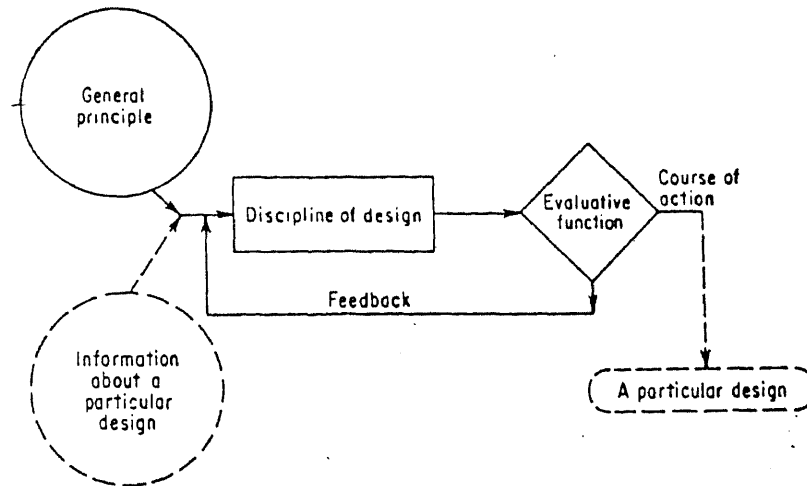 General
principle
Discipline of design
Evaluative
function
Course of
action
Feedback
Information
about a
particular
design
A particular design